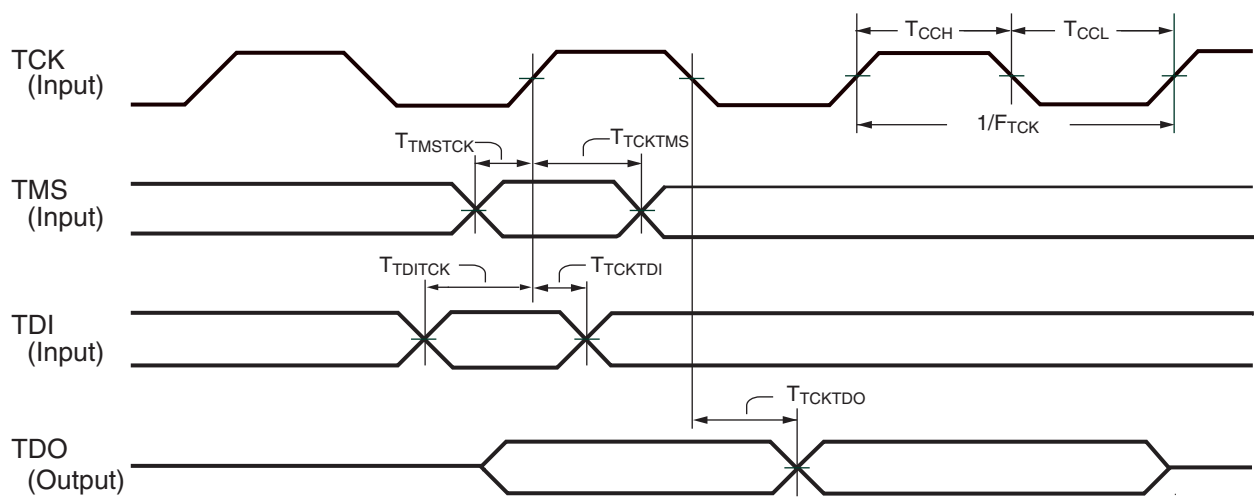 TCK
(Input)
TCCH
TCCL
1/FTCK
TTMSTCK
TTCKTMS
TMS
(Input)
TTDITCK
TTCKTDI
TDI
(Input)
TTCKTDO
TDO
(Output)